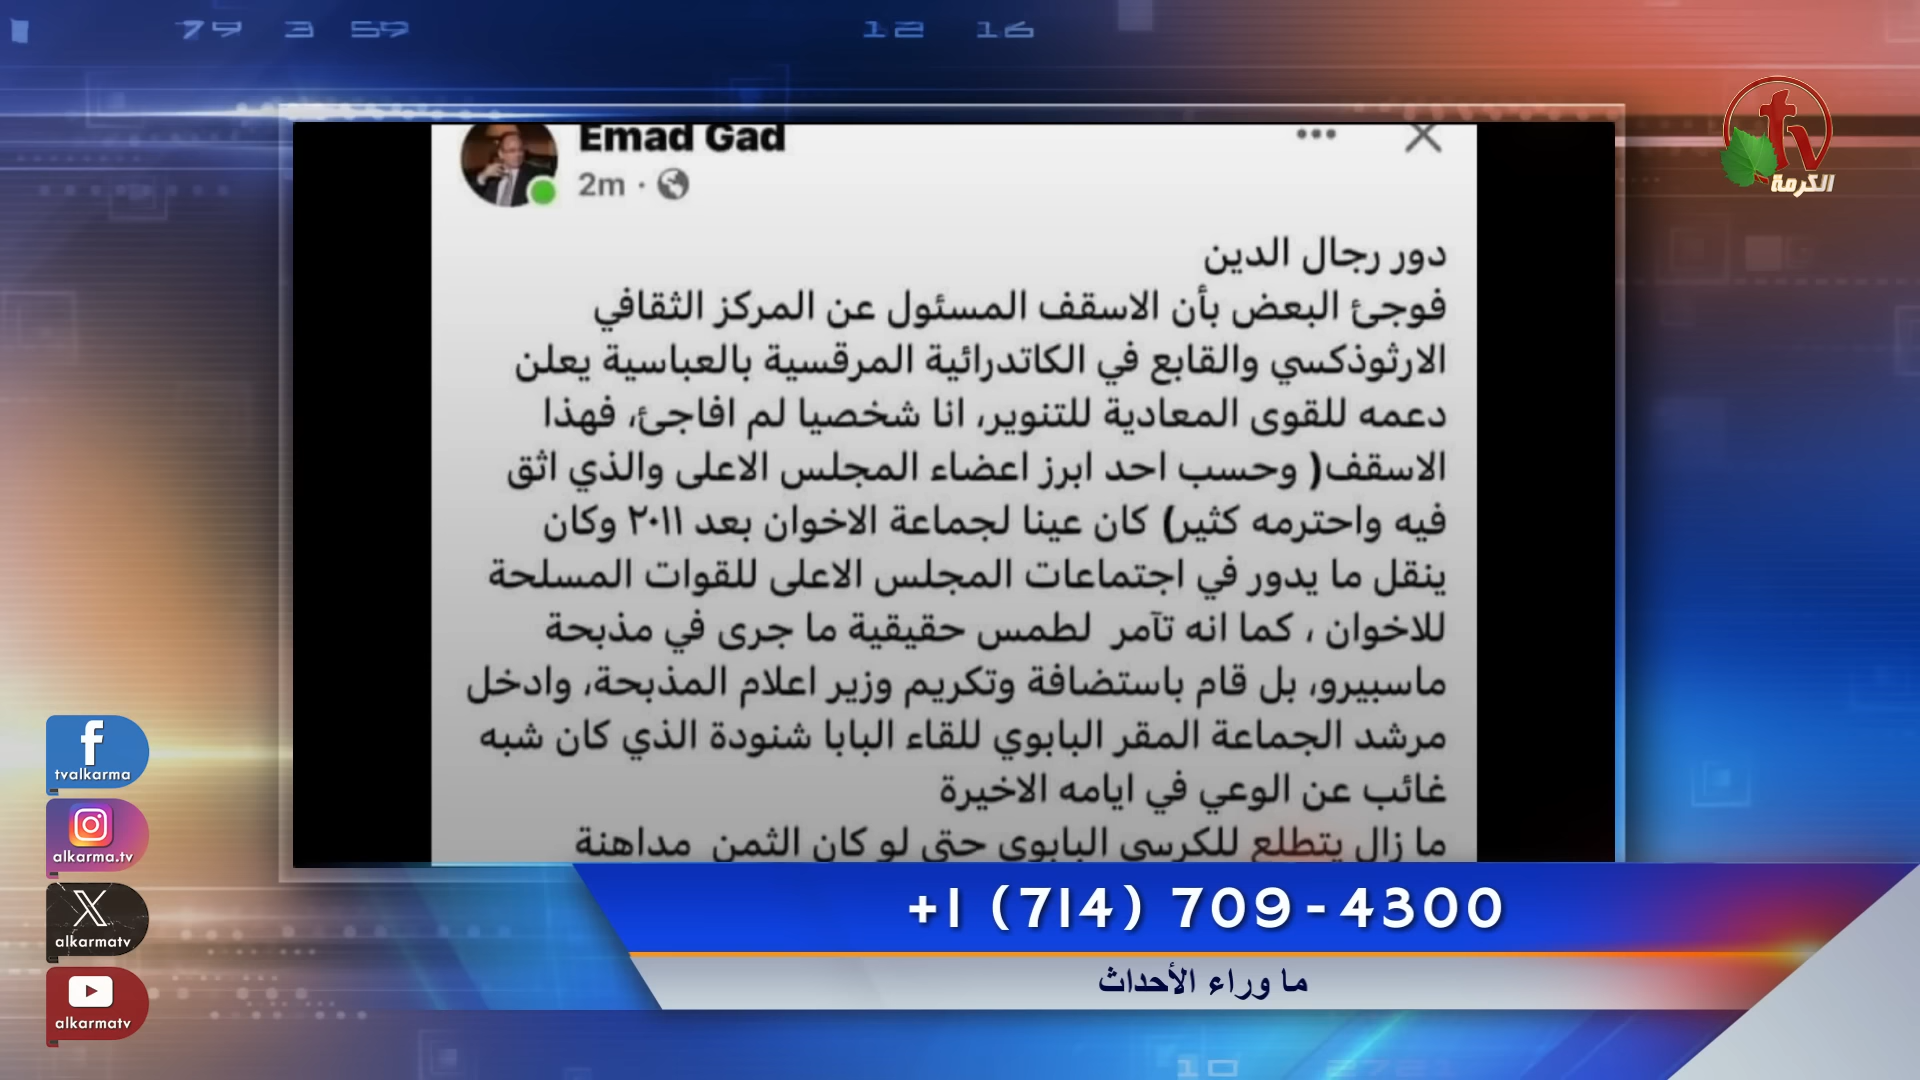 79 3 59 12 16
tv
الكرمة
Emad Gad
2m ·
دور رجال الدين
فوجئ البعض بأن الاسقف المسئول عن المركز الثقافي
الارثوذكسي والقابع في الكاتدرائية المرقسية بالعباسية يعلن
دعمه للقوى المعادية للتنوير، انا شخصيا لم افاجئ، فهذا
الاسقف( وحسب احد ابرز اعضاء المجلس الاعلى والذي اثق
فيه واحترمه كثير) كان عينا لجماعة الاخوان بعد ٢٠١١ وكان
ينقل ما يدور في اجتماعات المجلس الاعلى للقوات المسلحة
للاخوان ، كما انه تآمر لطمس حقيقية ما جرى في مذبحة
ماسبيرو، بل قام باستضافة وتكريم وزير اعلام المذبحة، وادخل
مرشد الجماعة المقر البابوي للقاء البابا شنودة الذي كان شبه
غائب عن الوعي في ايامه الاخيرة
ما زال يتطلع للكرسي البابوي حتى لو كان الثمن مداهنة
tvalkarma
alkarma.tv
alkarmatv
alkarmatv
+1 (714) 709-4300
ما وراء الأحداث
10